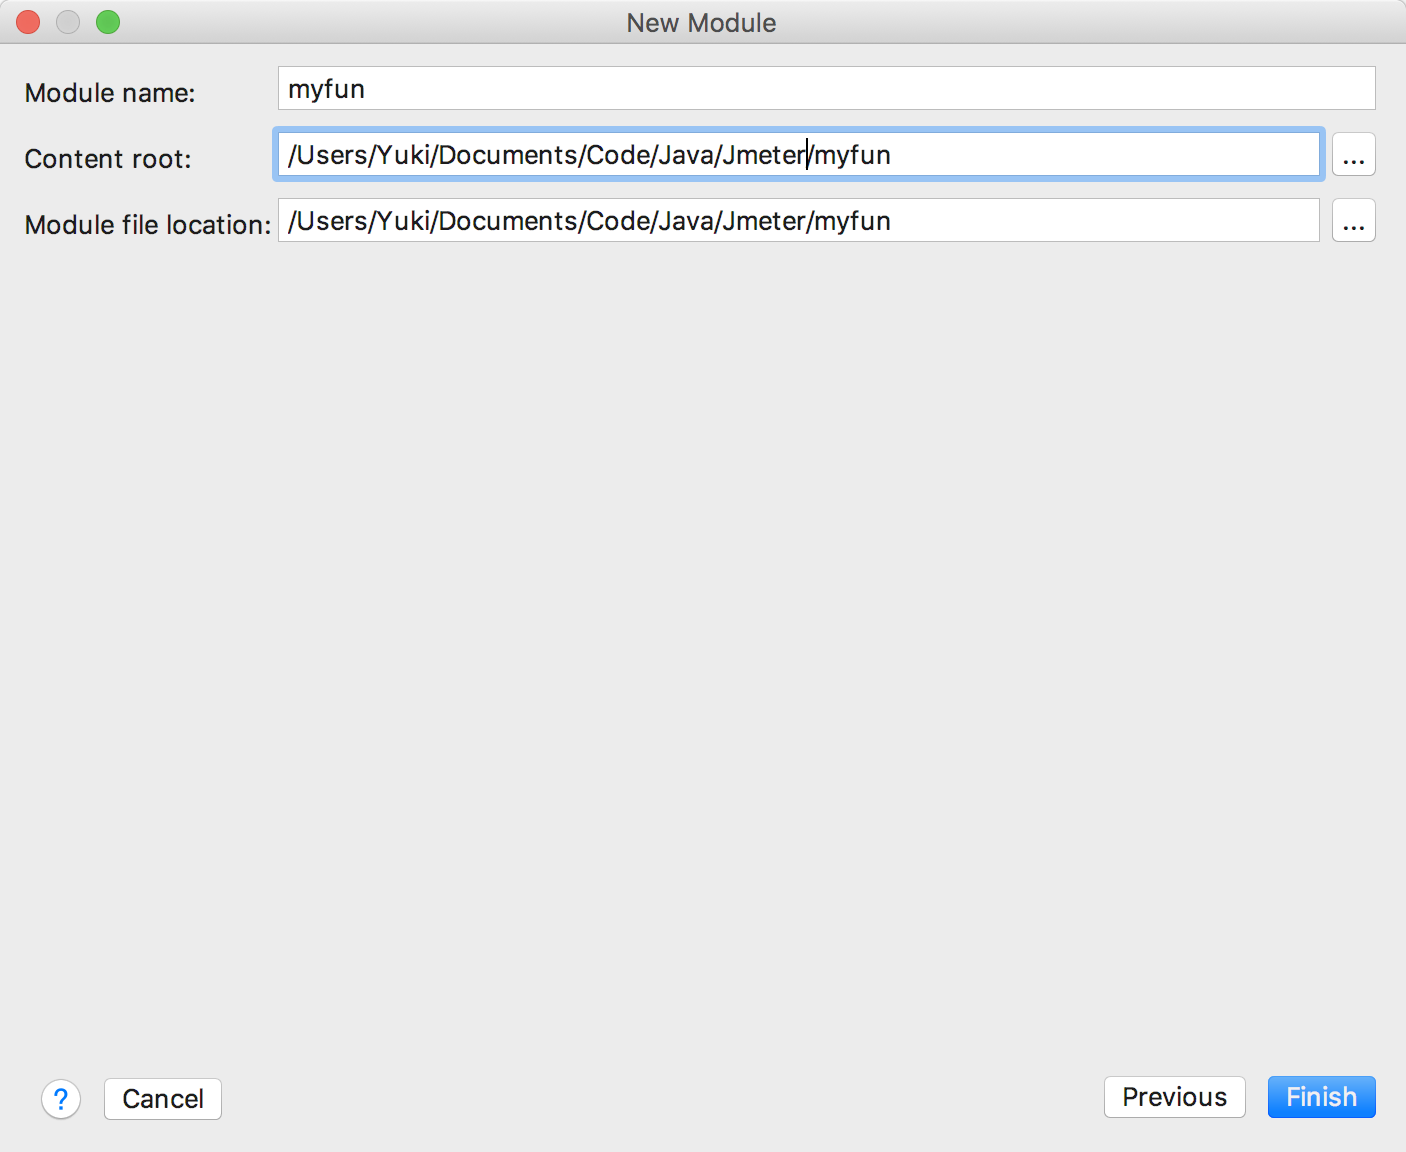 New Module
Module name: myfun
Content root: /Users/Yuki/Documents/Code/Java/Jmeter/myfun ...
Module file location: /Users/Yuki/Documents/Code/Java/Jmeter/myfun ...
? Cancel Previous Finish